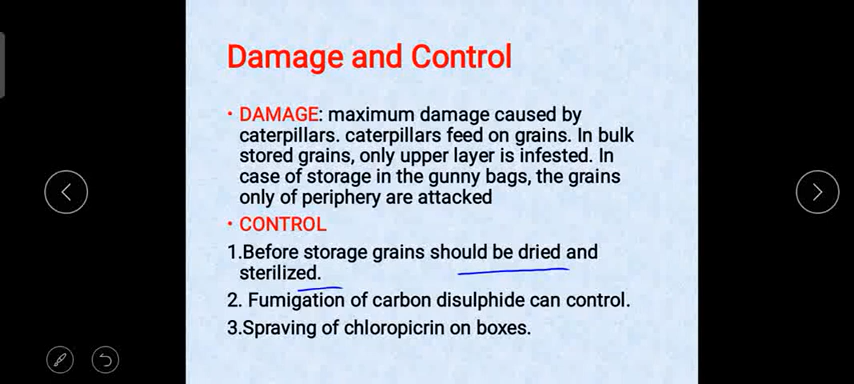 Damage and Control
• DAMAGE: maximum damage caused by
caterpillars. caterpillars feed on grains. In bulk
stored grains, only upper layer is infested. In
case of storage in the gunny bags, the grains
only of periphery are attacked
• CONTROL
1.Before storage grains should be dried and
sterilized.
2. Fumigation of carbon disulphide can control.
3.Spraving of chloropicrin on boxes.